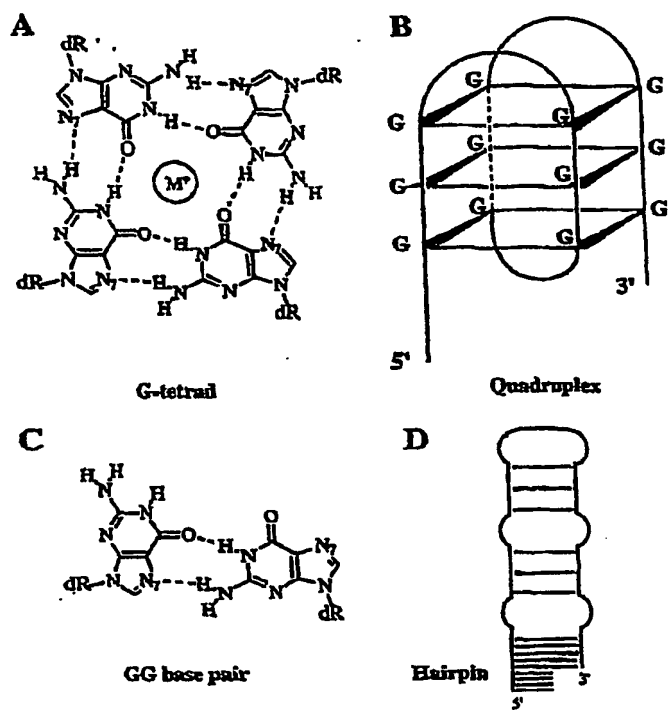 A
dR
H
N N N N H N7 N dR
N7 N H O N
O N
H H M+ N N H
H N N H H H
N O H O N7
N N
dR N N7 H N N N
H dR
G-tetrad
B
G G
G G
G G
G G
G G
G G
3'
5'
Quadruplex
C
H
H N N H
N O H N O N7
dR N N7 H N N N
H dR
GG base pair
D
Hairpin
3'
5'